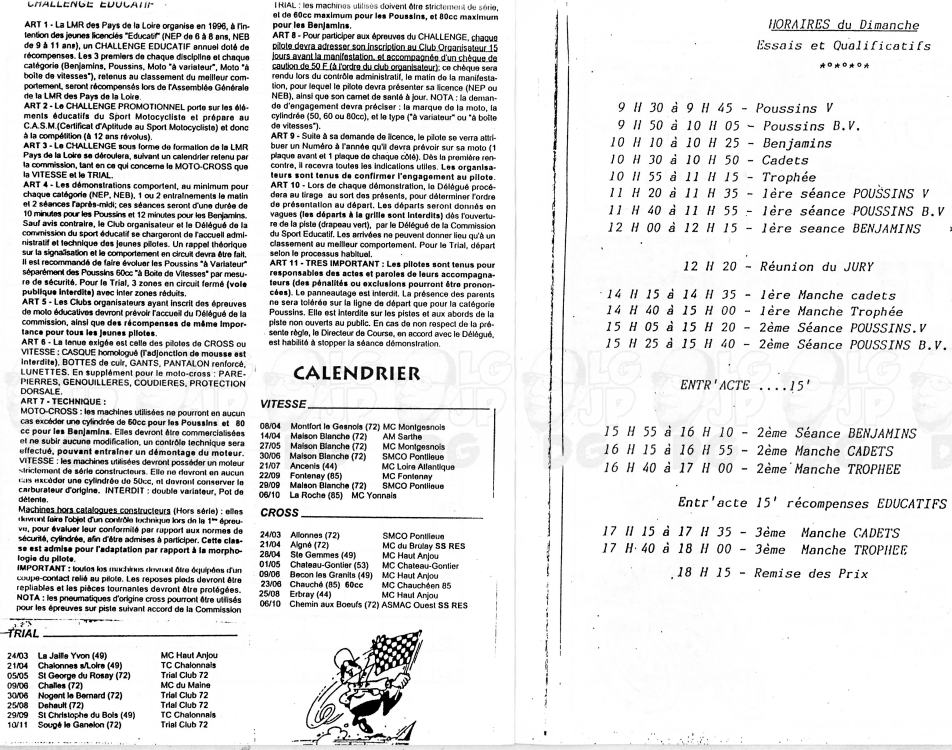 CHALLENGE EDUCATIF
ART 1 - La LMR des Pays de la Loire organise en 1996, à l'in-
tention des jeunes licenciés "Educatif" (NEP de 6 à 8 ans, NEB
de 9 à 11 ans), un CHALLENGE EDUCATIF annuel doté de
récompenses. Les 3 premiers de chaque discipline et chaque
catégorie (Benjamins, Poussins, Moto "à variateur", Moto "à
boîte de vitesses"), retenus au classement du meilleur com-
portement, seront récompensés lors de l'Assemblée Générale
de la LMR des Pays de la Loire.
ART 2 - Le CHALLENGE PROMOTIONNEL porte sur les élé-
ments éducatifs du Sport Motocycliste et prépare au
C.A.S.M.(Certificat d'Aptitude au Sport Motocycliste) et donc
à la compétition (à 12 ans révolus).
ART 3 - Le CHALLENGE sous forme de formation de la LMR
Pays de la Loire se déroulera, suivant un calendrier retenu par
la commission, tant en ce qui concerne le MOTO-CROSS que
la VITESSE et le TRIAL.
ART 4 - Les démonstrations comportent, au minimum pour
chaque catégorie (NEP, NEB), 1 ou 2 entraînements le matin
et 2 séances l'après-midi; ces séances seront d'une durée de
10 minutes pour les Poussins et 12 minutes pour les Benjamins.
Sauf avis contraire, le Club organisateur et le Délégué de la
commission du sport éducatif se chargeront de l'accueil admi-
nistratif et technique des jeunes pilotes. Un rappel théorique
sur la signalisation et le comportement en circuit devra être fait.
Il est recommandé de faire évoluer les Poussins "à Variateur"
séparément des Poussins 60cc "à Boite de Vitesses" par mesu-
re de sécurité. Pour le Trial, 3 zones en circuit fermé (voie
publique interdite) avec inter zones réduits.
ART 5 - Les Clubs organisateurs ayant inscrit des épreuves
de moto éducatives devront prévoir l'accueil du Délégué de la
commission, ainsi que des récompenses de même impor-
tance pour tous les jeunes pilotes.
ART 6 - La tenue exigée est celle des pilotes de CROSS ou
VITESSE : CASQUE homologué (l'adjonction de mousse est
interdite), BOTTES de cuir, GANTS, PANTALON renforcé,
LUNETTES. En supplément pour le moto-cross : PARE-
PIERRES, GENOUILLERES, COUDIERES, PROTECTION
DORSALE.
ART 7 - TECHNIQUE :
MOTO-CROSS : les machines utilisées ne pourront en aucun
cas excéder une cylindrée de 60cc pour les Poussins et 80
cc pour les Benjamins. Elles devront être commercialisées
et ne subir aucune modification, un contrôle technique sera
effectué, pouvant entraîner un démontage du moteur.
VITESSE : les machines utilisées devront posséder un moteur
strictement de série constructeurs. Elle ne devront en aucun
cas excéder une cylindrée de 50cc, et devront conserver le
carburateur d'origine. INTERDIT : double variateur, Pot de
détente.
Machines hors catalogues constructeurs (Hors série) : elles
devront faire l'objet d'un contrôle technique lors de la 1ère épreu-
ve, pour évaluer leur conformité par rapport aux normes de
sécurité, cylindrée, afin d'être admises à participer. Cette clas-
se est admise pour l'adaptation par rapport à la morpho-
logie du pilote.
IMPORTANT : toutes les machines devront être équipées d'un
coupe-contact relié au pilote. Les reposes pieds devront être
repliables et les pièces tournantes devront être protégées.
NOTA : les pneumatiques d'origine cross pourront être utilisés
pour les épreuves sur piste suivant accord de la Commission
TRIAL
24/03 La Jaille Yvon (49) MC Haut Anjou
21/04 Chalonnes s/Loire (49) TC Chalonnais
05/05 St George du Rosay (72) Trial Club 72
09/06 Challes (72) MC du Maine
30/06 Nogent le Bernard (72) Trial Club 72
25/08 Dehault (72) Trial Club 72
29/09 St Christophe du Bois (49) TC Chalonnais
10/11 Sougé le Ganelon (72) Trial Club 72
TRIAL : les machines utilisées doivent être strictement de série,
et de 60cc maximum pour les Poussins, et 80cc maximum
pour les Benjamins.
ART 8 - Pour participer aux épreuves du CHALLENGE, chaque
pilote devra adresser son inscription au Club Organisateur 15
jours avant la manifestation, et accompagnée d'un chèque de
caution de 50 F (à l'ordre du club organisateur); ce chèque sera
rendu lors du contrôle administratif, le matin de la manifesta-
tion, pour lequel le pilote devra présenter sa licence (NEP ou
NEB), ainsi que son carnet de santé à jour. NOTA : la deman-
de d'engagement devra préciser : la marque de la moto, la
cylindrée (50, 60 ou 80cc), et le type ("à variateur" ou "à boîte
de vitesses").
ART 9 - Suite à sa demande de licence, le pilote se verra attri-
buer un Numéro à l'année qu'il devra prévoir sur sa moto (1
plaque avant et 1 plaque de chaque côté). Dès la première ren-
contre, il recevra toutes les indications utiles. Les organisa-
teurs sont tenus de confirmer l'engagement au pilote.
ART 10 - Lors de chaque démonstration, le Délégué procé-
dera au tirage au sort des présents, pour déterminer l'ordre
de présentation au départ. Les départs seront donnés en
vagues (les départs à la grille sont interdits) dès l'ouvertu-
re de la piste (drapeau vert), par le Délégué de la Commission
du Sport Educatif. Les arrivées ne peuvent donner lieu qu'à un
classement au meilleur comportement. Pour le Trial, départ
selon le processus habituel.
ART 11 - TRES IMPORTANT : Les pilotes sont tenus pour
responsables des actes et paroles de leurs accompagna-
teurs (des pénalités ou exclusions pourront être pronon-
cées). Le panneautage est interdit. La présence des parents
ne sera tolérée sur la ligne de départ que pour la catégorie
Poussins. Elle est interdite sur les pistes et aux abords de la
piste non ouverts au public. En cas de non respect de la pré-
sente règle, le Directeur de Course, en accord avec le Délégué,
est habilité à stopper la séance démonstration.
CALENDRIER
VITESSE
08/04 Montfort le Gesnois (72) MC Montgesnois
14/04 Maison Blanche (72) AM Sarthe
27/05 Maison Blanche (72) MC Montgesnois
30/06 Maison Blanche (72) SMCO Pontlieue
21/07 Ancenis (44) MC Loire Atlantique
22/09 Fontenay (85) MC Fontenay
29/09 Maison Blanche (72) SMCO Pontlieue
06/10 La Roche (85) MC Yonnais
CROSS
24/03 Allonnes (72) SMCO Pontlieue
21/04 Aigné (72) MC du Bruley SS RES
28/04 Ste Gemmes (49) MC Haut Anjou
01/05 Chateau-Gontier (53) MC Chateau-Gontier
09/06 Becon les Granits (49) MC Haut Anjou
23/06 Chauché (85) 60cc MC Chauchéen 85
25/08 Erbray (44) MC Haut Anjou
06/10 Chemin aux Boeufs (72) ASMAC Ouest SS RES
HORAIRES du Dimanche
Essais et Qualificatifs
*o*o*o*
9 H 30 à 9 H 45 - Poussins V
9 H 50 à 10 H 05 - Poussins B.V.
10 H 10 à 10 H 25 - Benjamins
10 H 30 à 10 H 50 - Cadets
10 H 55 à 11 H 15 - Trophée
11 H 20 à 11 H 35 - 1ère séance POUSSINS V
11 H 40 à 11 H 55 - 1ère séance POUSSINS B.V
12 H 00 à 12 H 15 - 1ère seance BENJAMINS
12 H 20 - Réunion du JURY
14 H 15 à 14 H 35 - 1ère Manche cadets
14 H 40 à 15 H 00 - 1ère Manche Trophée
15 H 05 à 15 H 20 - 2ème Séance POUSSINS.V
15 H 25 à 15 H 40 - 2ème Séance POUSSINS B.V.
ENTR'ACTE ....15'
15 H 55 à 16 H 10 - 2ème Séance BENJAMINS
16 H 15 à 16 H 55 - 2ème Manche CADETS
16 H 40 à 17 H 00 - 2ème Manche TROPHEE
Entr'acte 15' récompenses EDUCATIFS
17 H 15 à 17 H 35 - 3ème Manche CADETS
17 H 40 à 18 H 00 - 3ème Manche TROPHEE
18 H 15 - Remise des Prix